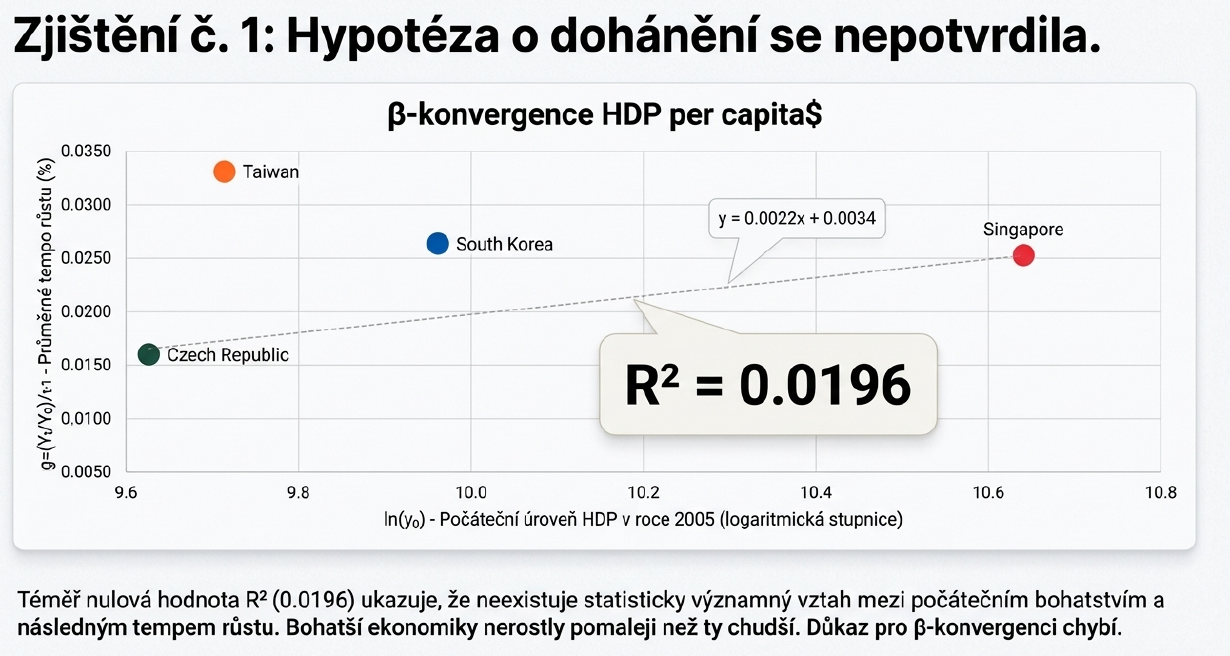 Zjištění č. 1: Hypotéza o dohánění se nepotvrdila.
β-konvergence HDP per capita$
g=(Yₜ/Y₀)/t-1 - Průměrné tempo růstu (%)
0.0350
0.0300
0.0250
0.0200
0.0150
0.0100
0.0050
Taiwan
South Korea
y = 0.0022x + 0.0034
Singapore
Czech Republic
R² = 0.0196
9.6 9.8 10.0 10.2 10.4 10.6 10.8
ln(y₀) - Počáteční úroveň HDP v roce 2005 (logaritmická stupnice)
Téměř nulová hodnota R² (0.0196) ukazuje, že neexistuje statisticky významný vztah mezi počátečním bohatstvím a
následným tempem růstu. Bohatší ekonomiky nerostly pomaleji než ty chudší. Důkaz pro β-konvergenci chybí.